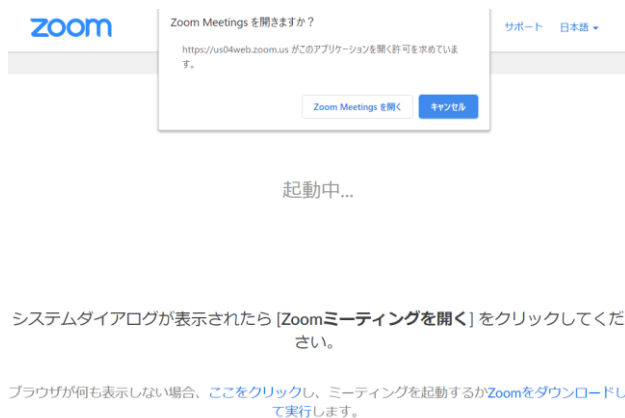 zoom
Zoom Meetings を開きますか？
サポート 日本語
https://us04web.zoom.us がこのアプリケーションを開く許可を求めていま
す。
Zoom Meetings を開く キャンセル
起動中...
システムダイアログが表示されたら [Zoomミーティングを開く] をクリックしてくだ
さい。
ブラウザが何も表示しない場合、ここをクリックし、ミーティングを起動するかZoomをダウンロードし
て実行します。